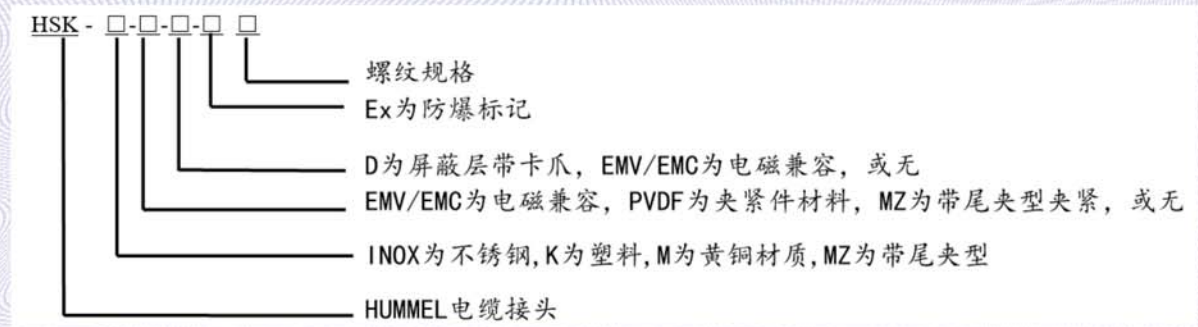 HSK - □-□-□-□ □
螺纹规格
Ex为防爆标记
D为屏蔽层带卡爪, EMV/EMC为电磁兼容, 或无
EMV/EMC为电磁兼容, PVDF为夹紧件材料, MZ为带尾夹型夹紧, 或无
INOX为不锈钢,K为塑料,M为黄铜材质,MZ为带尾夹型
HUMMEL电缆接头